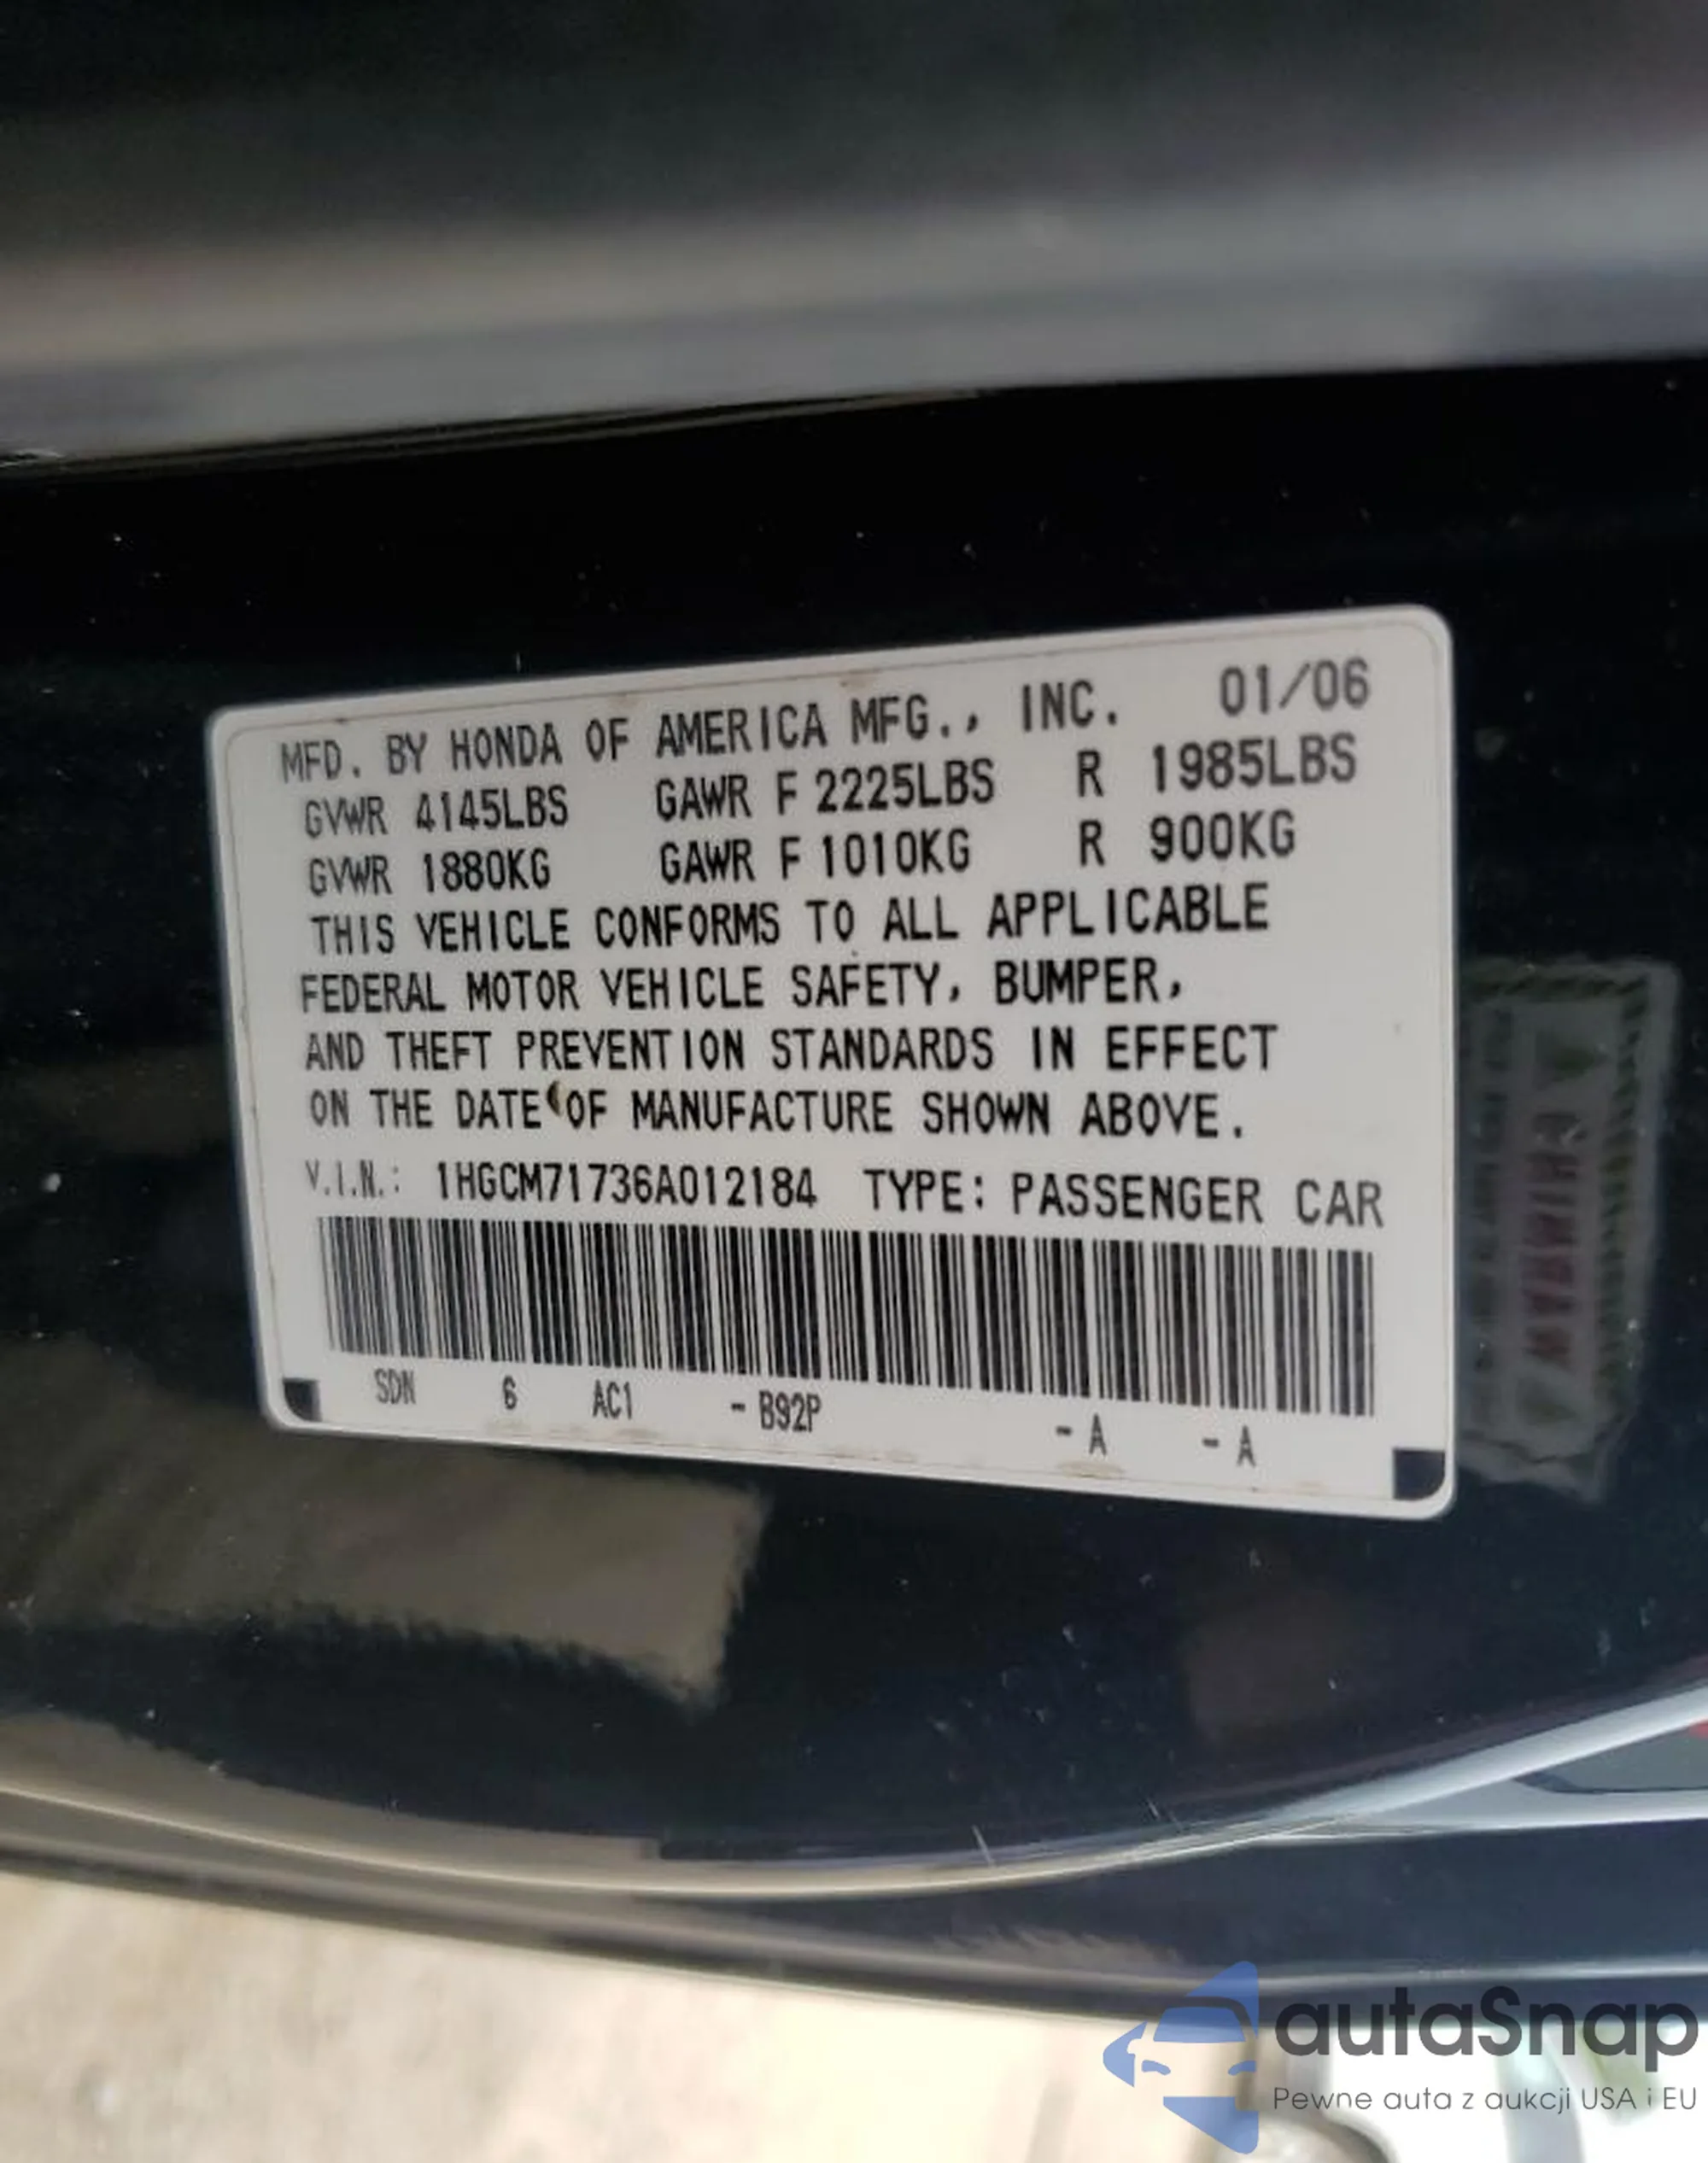 MFD. BY HONDA OF AMERICA MFG., INC. 01/06
GVWR 4145LBS GAWR F 2225LBS R 1985LBS
GVWR 1880KG GAWR F 1010KG R 900KG
THIS VEHICLE CONFORMS TO ALL APPLICABLE
FEDERAL MOTOR VEHICLE SAFETY, BUMPER,
AND THEFT PREVENTION STANDARDS IN EFFECT
ON THE DATE OF MANUFACTURE SHOWN ABOVE.
V.I.N.: 1HGCM71736A012184 TYPE: PASSENGER CAR
SDN 6 AC1 - B92P - A - A
autaSnap
Pewne auta z aukcji USA i EU